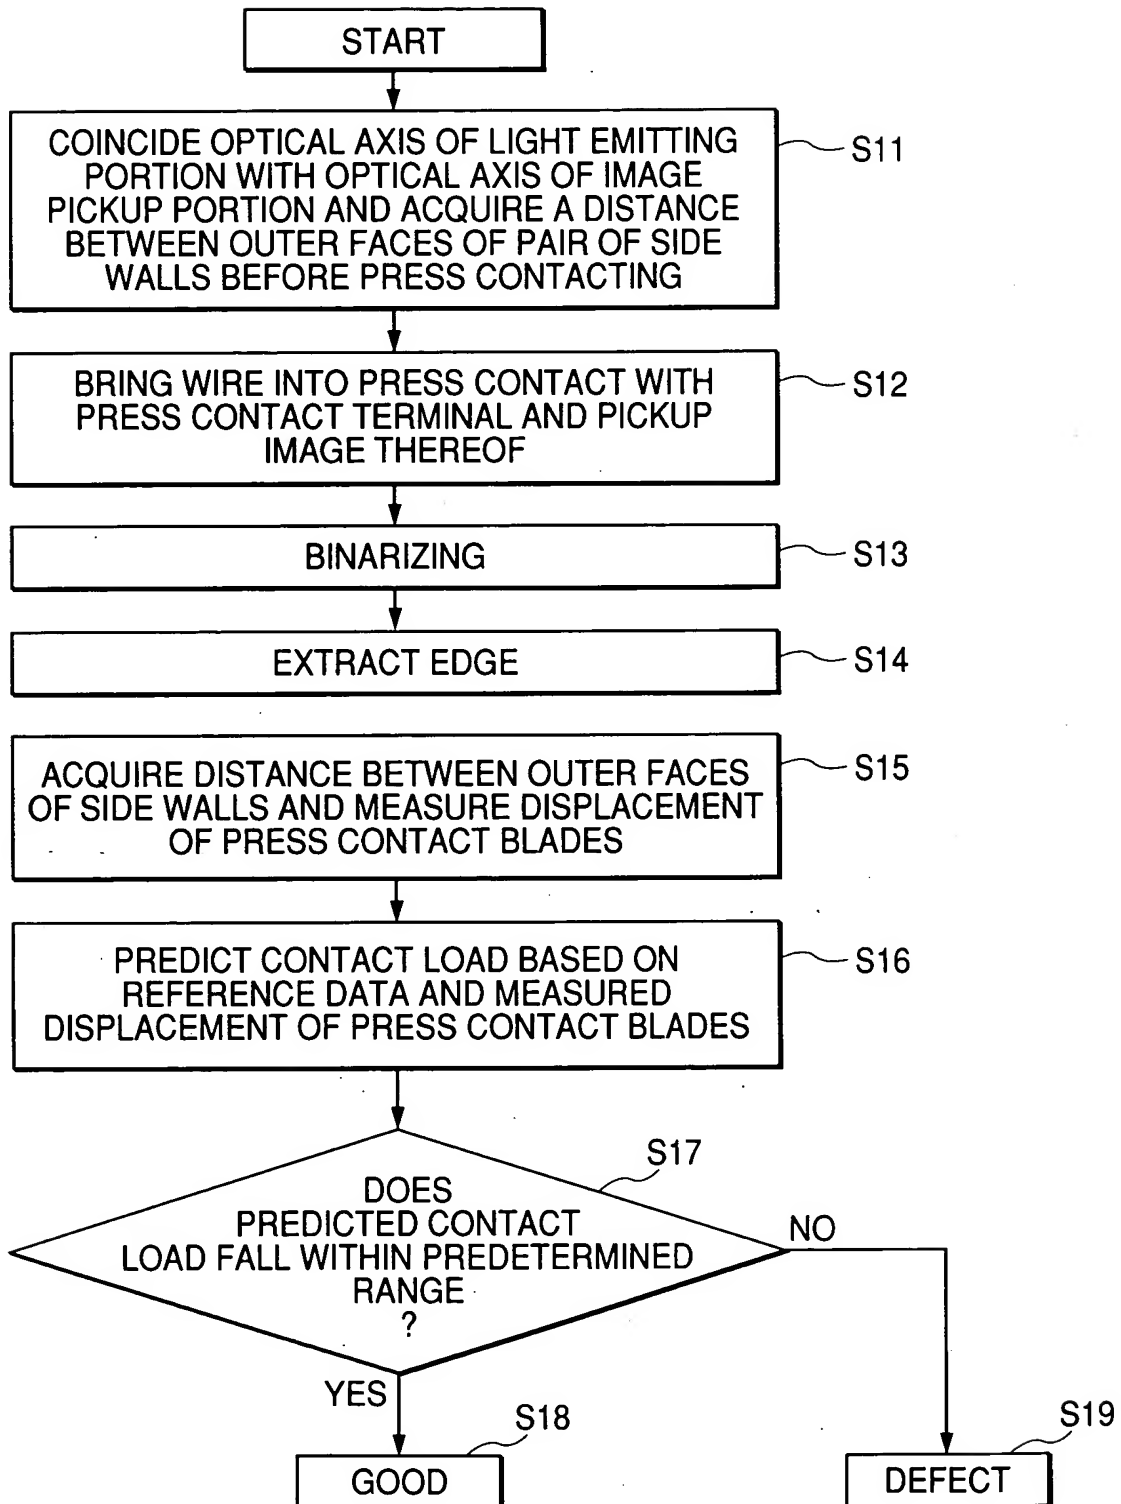 START
COINCIDE OPTICAL AXIS OF LIGHT EMITTING
PORTION WITH OPTICAL AXIS OF IMAGE
PICKUP PORTION AND ACQUIRE A DISTANCE
BETWEEN OUTER FACES OF PAIR OF SIDE
WALLS BEFORE PRESS CONTACTING
S11
BRING WIRE INTO PRESS CONTACT WITH
PRESS CONTACT TERMINAL AND PICKUP
IMAGE THEREOF
S12
BINARIZING
S13
EXTRACT EDGE
S14
ACQUIRE DISTANCE BETWEEN OUTER FACES
OF SIDE WALLS AND MEASURE DISPLACEMENT
OF PRESS CONTACT BLADES
S15
PREDICT CONTACT LOAD BASED ON
REFERENCE DATA AND MEASURED
DISPLACEMENT OF PRESS CONTACT BLADES
S16
S17
DOES
PREDICTED CONTACT
LOAD FALL WITHIN PREDETERMINED
RANGE
?
NO
YES
S18
GOOD
S19
DEFECT